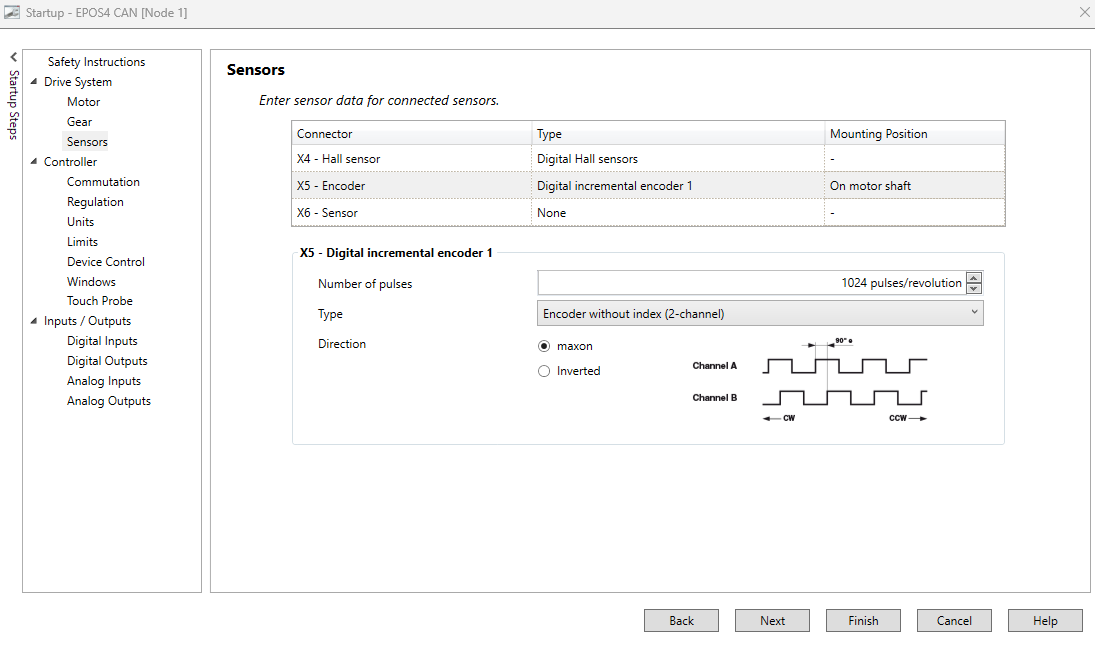 Startup - EPOS4 CAN [Node 1]
Startup Steps
Safety Instructions
Drive System
Motor
Gear
Sensors
Controller
Commutation
Regulation
Units
Limits
Device Control
Windows
Touch Probe
Inputs / Outputs
Digital Inputs
Digital Outputs
Analog Inputs
Analog Outputs
Sensors
Enter sensor data for connected sensors.
Connector Type Mounting Position
X4 - Hall sensor Digital Hall sensors -
X5 - Encoder Digital incremental encoder 1 On motor shaft
X6 - Sensor None -
X5 - Digital incremental encoder 1
Number of pulses 1024 pulses/revolution
Type Encoder without index (2-channel)
Direction maxon
Inverted
90° e
Channel A
Channel B
CW CCW
Back Next Finish Cancel Help